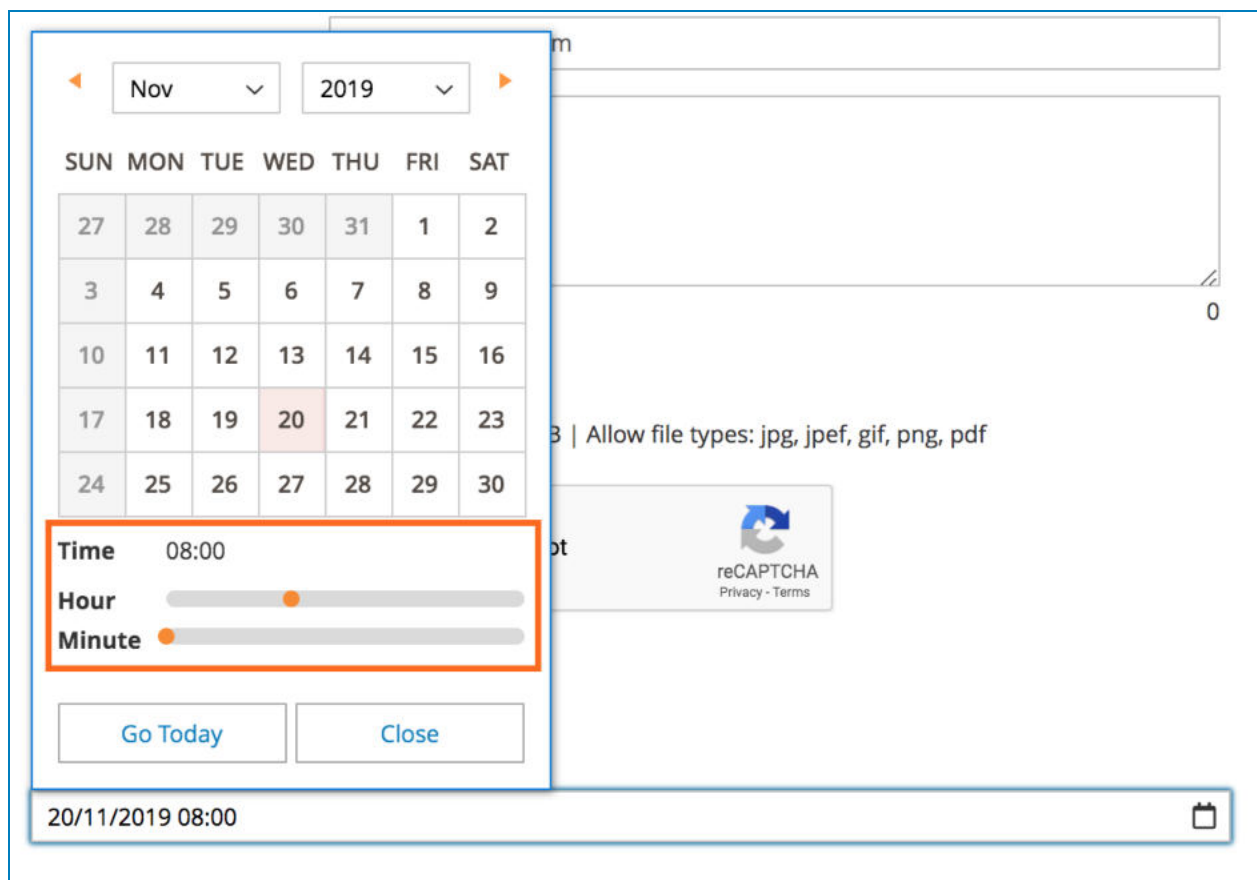 m
Nov 2019
SUN MON TUE WED THU FRI SAT
27 28 29 30 31 1 2
3 4 5 6 7 8 9
0
10 11 12 13 14 15 16
17 18 19 20 21 22 23
| Allow file types: jpg, jpef, gif, png, pdf
24 25 26 27 28 29 30
Time 08:00
ot
reCAPTCHA
Privacy - Terms
Hour
Minute
Go Today Close
20/11/2019 08:00